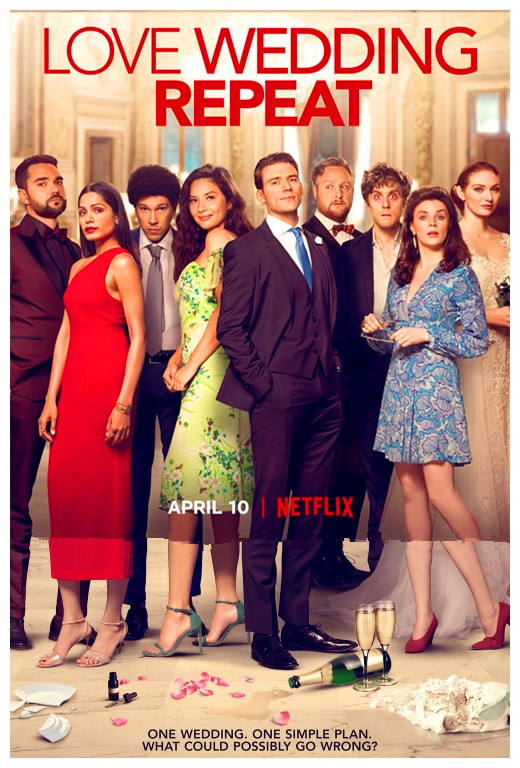 LOVE WEDDING
REPEAT
APRIL 10 | NETFLIX
ONE WEDDING. ONE SIMPLE PLAN.
WHAT COULD POSSIBLY GO WRONG?